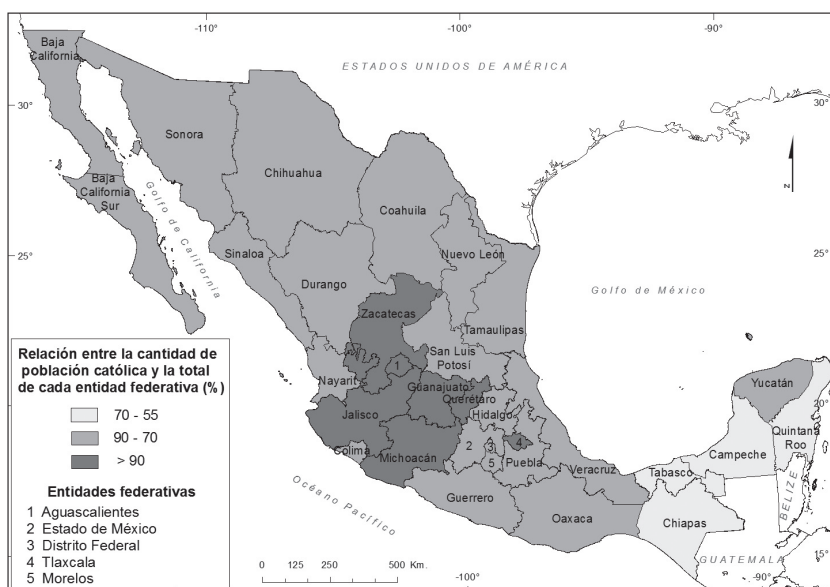 -110°
-100°
-90°
Baja
California
ESTADOS UNIDOS DE AMÉRICA
30°
30°
Sonora
Chihuahua
N
Baja
California
Sur
Golfo de California
Coahuila
Sinaloa
Nuevo León
25°
25°
Durango
Golfo de México
Zacatecas
Tamaulipas
San Luis
Potosí
Nayarit
1
Guanajuato
Querétaro
Hidalgo
Yucatán
20°
Jalisco
Quintana
Roo
Colima
Michoacán
2
3
4
5
Puebla
Veracruz
Tabasco
Campeche
BELIZE
Guerrero
Oaxaca
Chiapas
Océano Pacífico
GUATEMALA
15°
-100°
-90°
Relación entre la cantidad de
población católica y la total
de cada entidad federativa (%)
70 - 55
90 - 70
> 90
Entidades federativas
1 Aguascalientes
2 Estado de México
3 Distrito Federal
4 Tlaxcala
5 Morelos
0 125 250 500 Km.